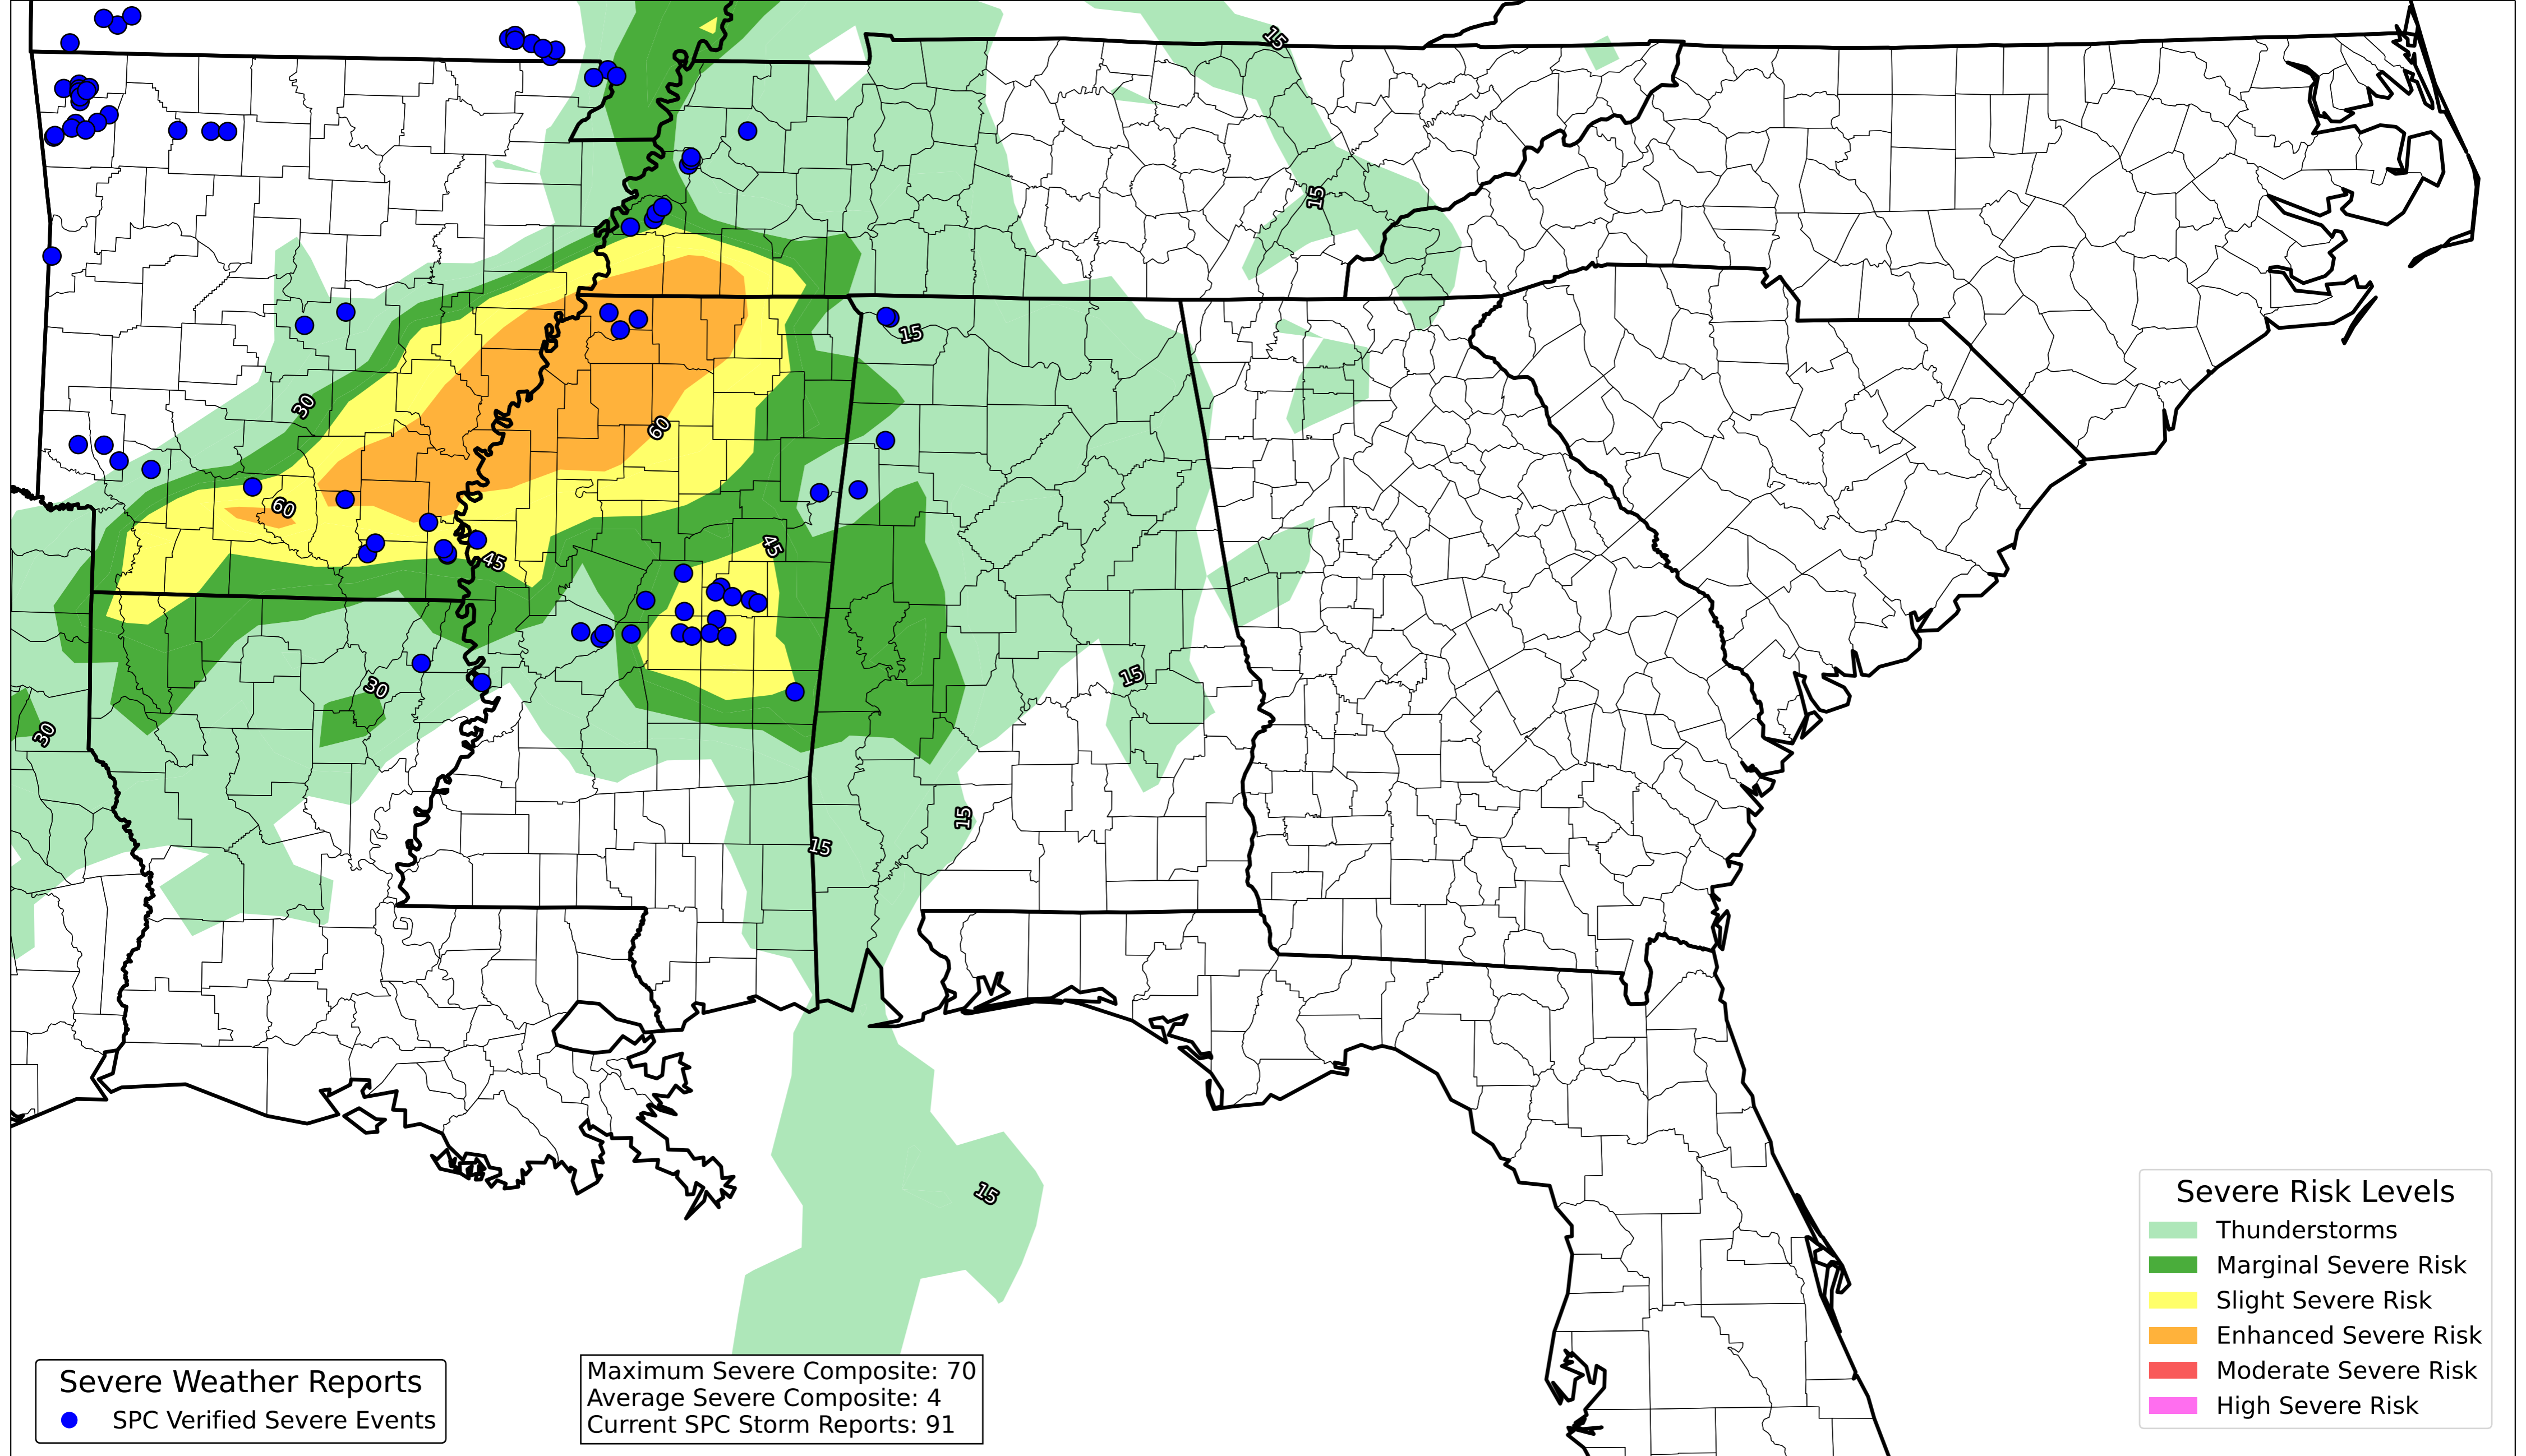 15
15
15
30
60
60
45
45
15
30
30
15
15
15
Severe Risk Levels
Thunderstorms
Marginal Severe Risk
Slight Severe Risk
Enhanced Severe Risk
Moderate Severe Risk
High Severe Risk
Severe Weather Reports
SPC Verified Severe Events
Maximum Severe Composite: 70
Average Severe Composite: 4
Current SPC Storm Reports: 91